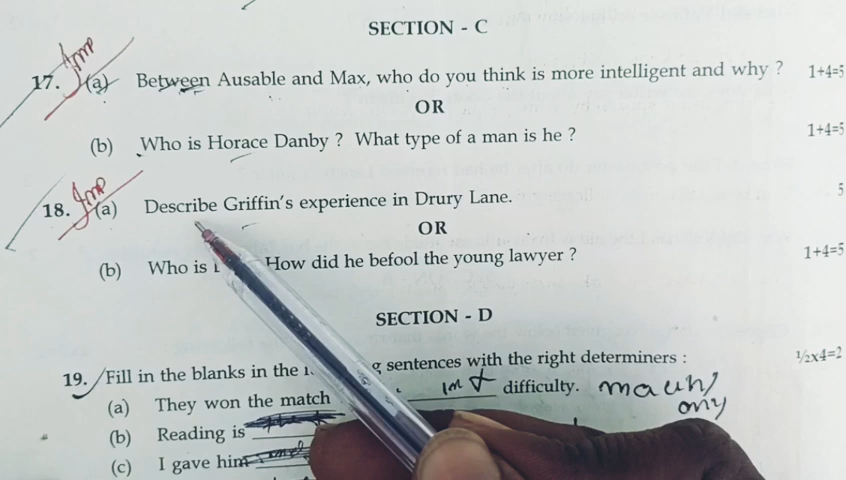 SECTION - C
Imp
17. (a) Between Ausable and Max, who do you think is more intelligent and why ? 1+4=5
OR
(b) Who is Horace Danby ? What type of a man is he ? 1+4=5
Imp
18. (a) Describe Griffin's experience in Drury Lane. 5
OR
(b) Who is How did he befool the young lawyer ? 1+4=5
SECTION - D
19. Fill in the blanks in the sentences with the right determiners : ½x4=2
(a) They won the match difficulty.
(b) Reading is
(c) I gave him